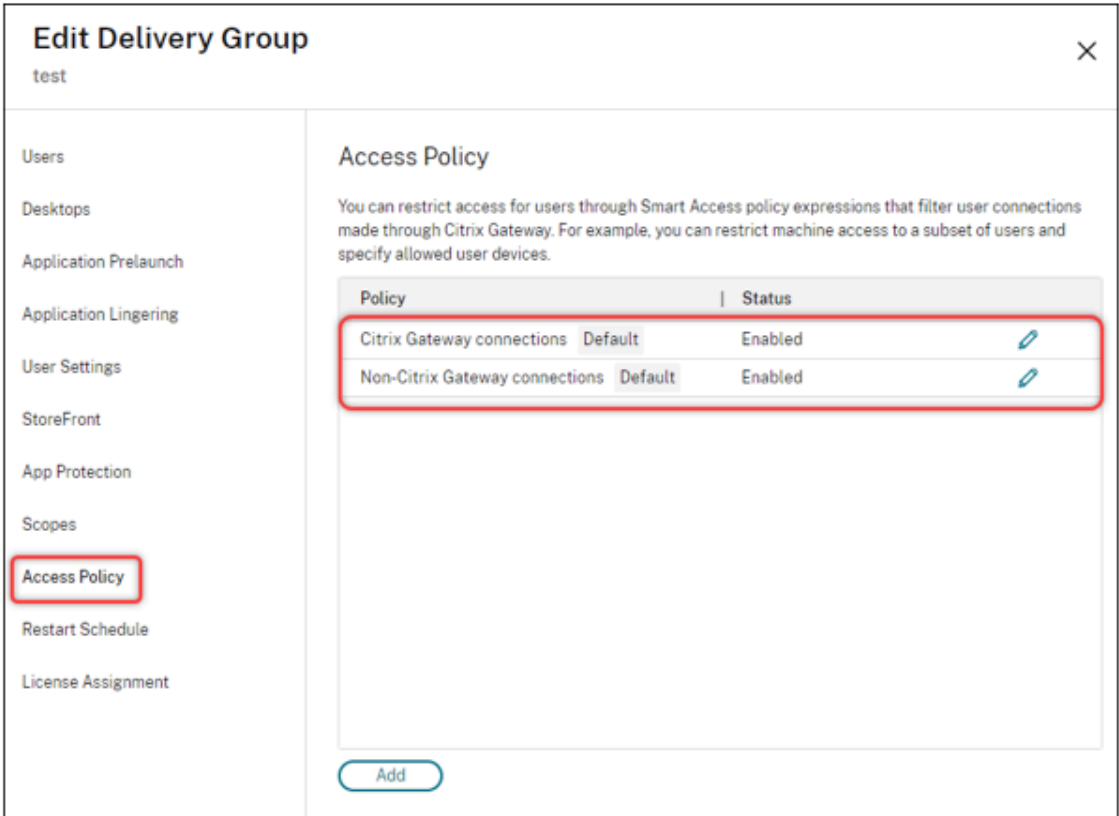 Edit Delivery Group
test
Users
Desktops
Application Prelaunch
Application Lingering
User Settings
StoreFront
App Protection
Scopes
Access Policy
Restart Schedule
License Assignment
Access Policy
You can restrict access for users through Smart Access policy expressions that filter user connections
made through Citrix Gateway. For example, you can restrict machine access to a subset of users and
specify allowed user devices.
Policy | Status
Citrix Gateway connections Default Enabled
Non-Citrix Gateway connections Default Enabled
Add